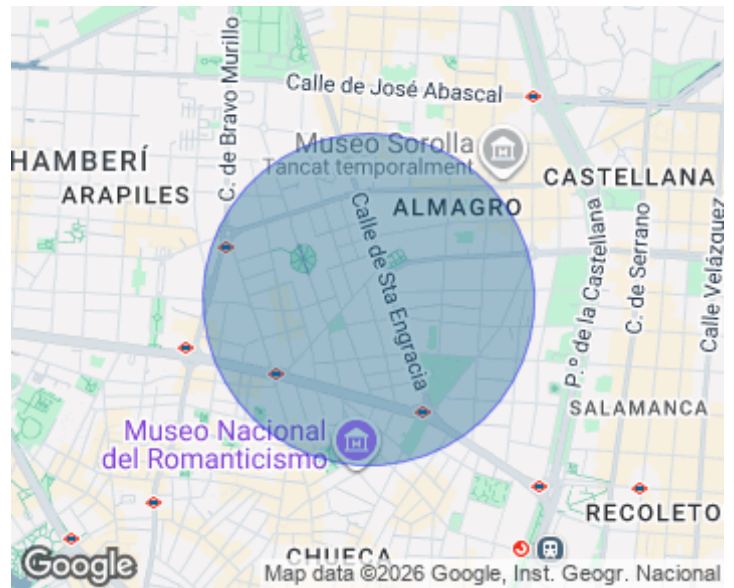 Calle de José Abascal
C. de Bravo Murillo
Museo Sorolla
Tancat temporalment
HAMBERÍ
ARAPILES
CASTELLANA
ALMAGRO
Calle de Sta Engracia
P.º de la Castellana
C. de Serrano
Calle Velázquez
SALAMANCA
Museo Nacional
del Romanticismo
RECOLETO
CHUECA
Google
Map data ©2026 Google, Inst. Geogr. Nacional